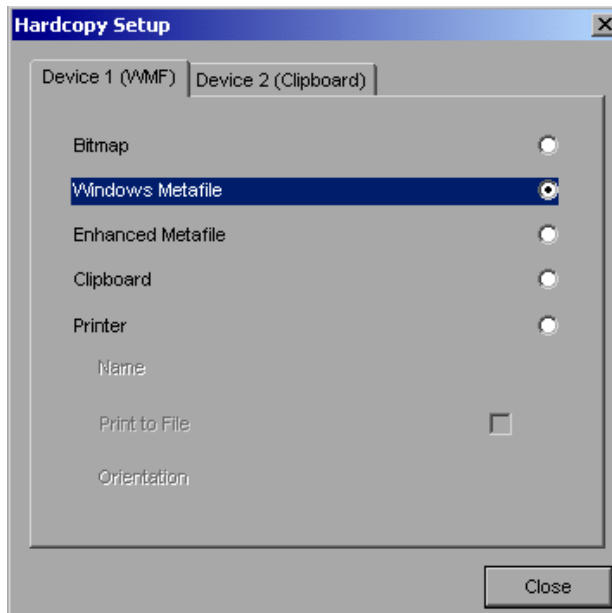 Hardcopy Setup
Device 1 (WMF) Device 2 (Clipboard)
Bitmap
Windows Metafile
Enhanced Metafile
Clipboard
Printer
Name
Print to File
Orientation
Close